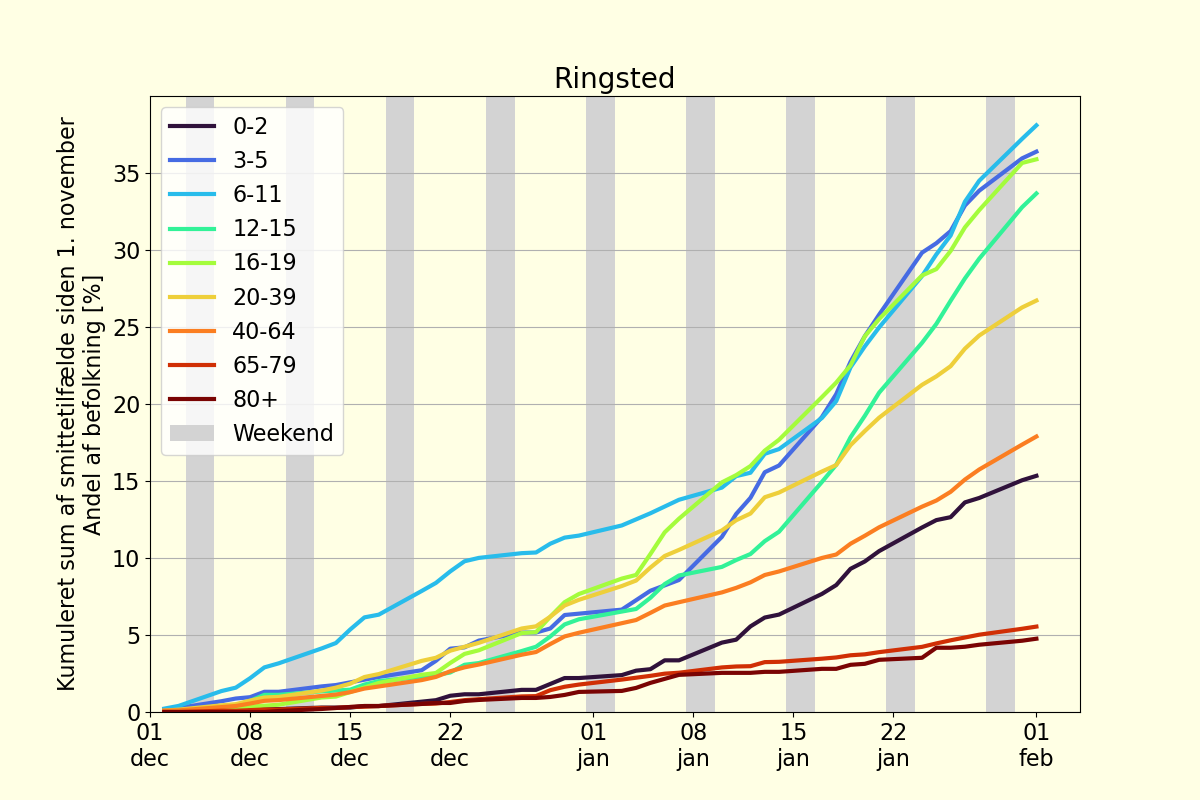 Ringsted
Kumuleret sum af smittetilfælde siden 1. november
Andel af befolkning [%]
35
30
25
20
15
10
5
0
0-2
3-5
6-11
12-15
16-19
20-39
40-64
65-79
80+
Weekend
01 08 15 22 01 08 15 22 01
dec dec dec dec jan jan jan jan feb